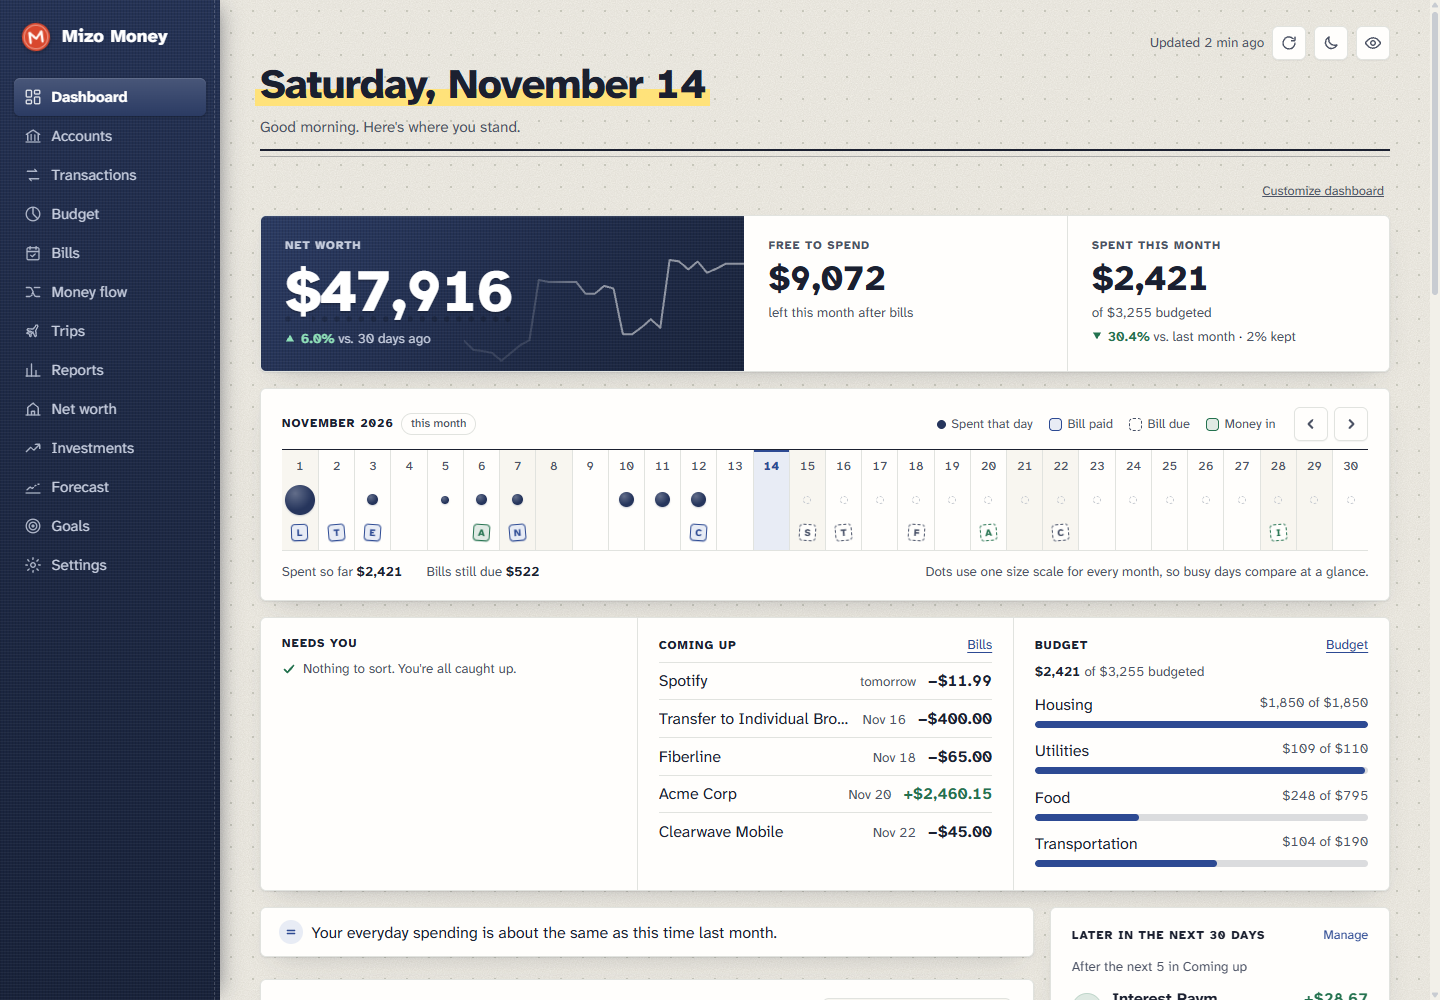 Mizo Money
Dashboard
Accounts
Transactions
Budget
Bills
Money flow
Trips
Reports
Net worth
Investments
Forecast
Goals
Settings
Updated 2 min ago
Saturday, November 14
Good morning. Here's where you stand.
Customize dashboard
NET WORTH
$47,916
6.0% vs. 30 days ago
FREE TO SPEND
$9,072
left this month after bills
SPENT THIS MONTH
$2,421
of $3,255 budgeted
30.4% vs. last month · 2% kept
NOVEMBER 2026 this month
Spent that day Bill paid Bill due Money in
1 2 3 4 5 6 7 8 9 10 11 12 13 14 15 16 17 18 19 20 21 22 23 24 25 26 27 28 29 30
L T E A N C S T F A C I
Spent so far $2,421 Bills still due $522
Dots use one size scale for every month, so busy days compare at a glance.
NEEDS YOU
Nothing to sort. You're all caught up.
COMING UP Bills
Spotify tomorrow −$11.99
Transfer to Individual Bro... Nov 16 −$400.00
Fiberline Nov 18 −$65.00
Acme Corp Nov 20 +$2,460.15
Clearwave Mobile Nov 22 −$45.00
BUDGET Budget
$2,421 of $3,255 budgeted
Housing $1,850 of $1,850
Utilities $109 of $110
Food $248 of $795
Transportation $104 of $190
= Your everyday spending is about the same as this time last month.
LATER IN THE NEXT 30 DAYS Manage
After the next 5 in Coming up
Interest Paym +$28.67